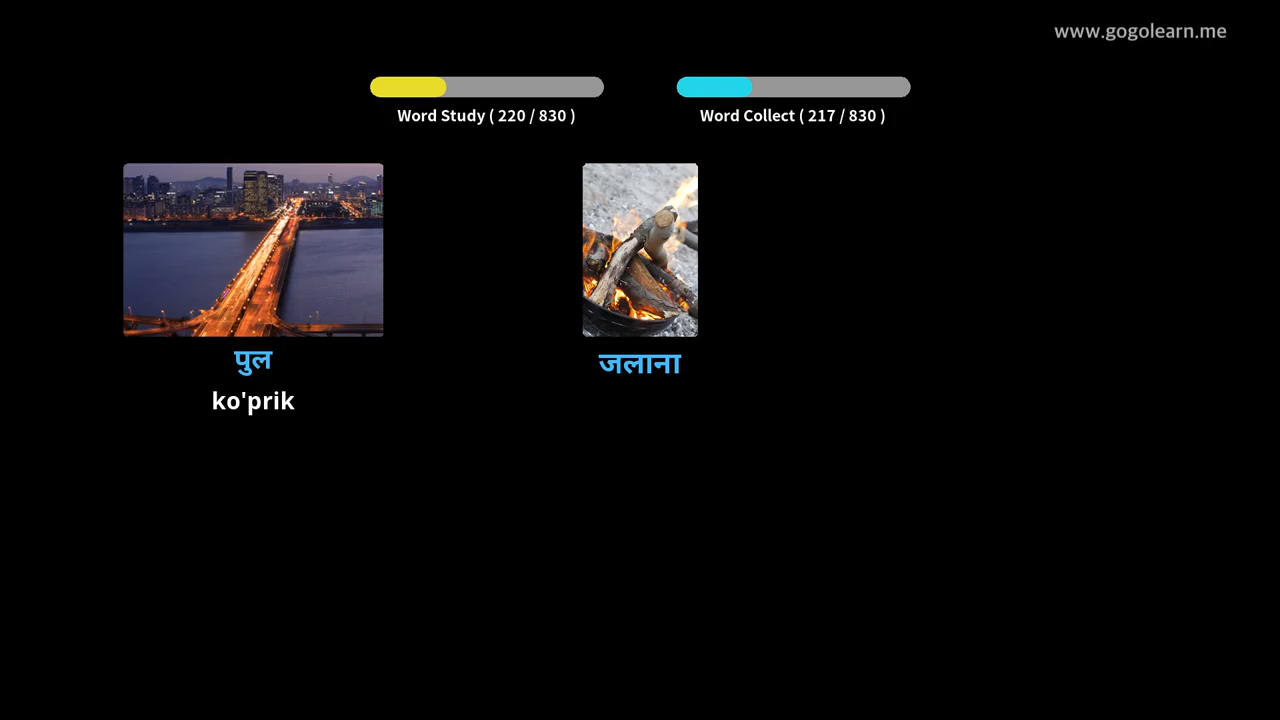 www.gogolearn.me
Word Study ( 220 / 830 )
Word Collect ( 217 / 830 )
पुल
ko'prik
जलाना